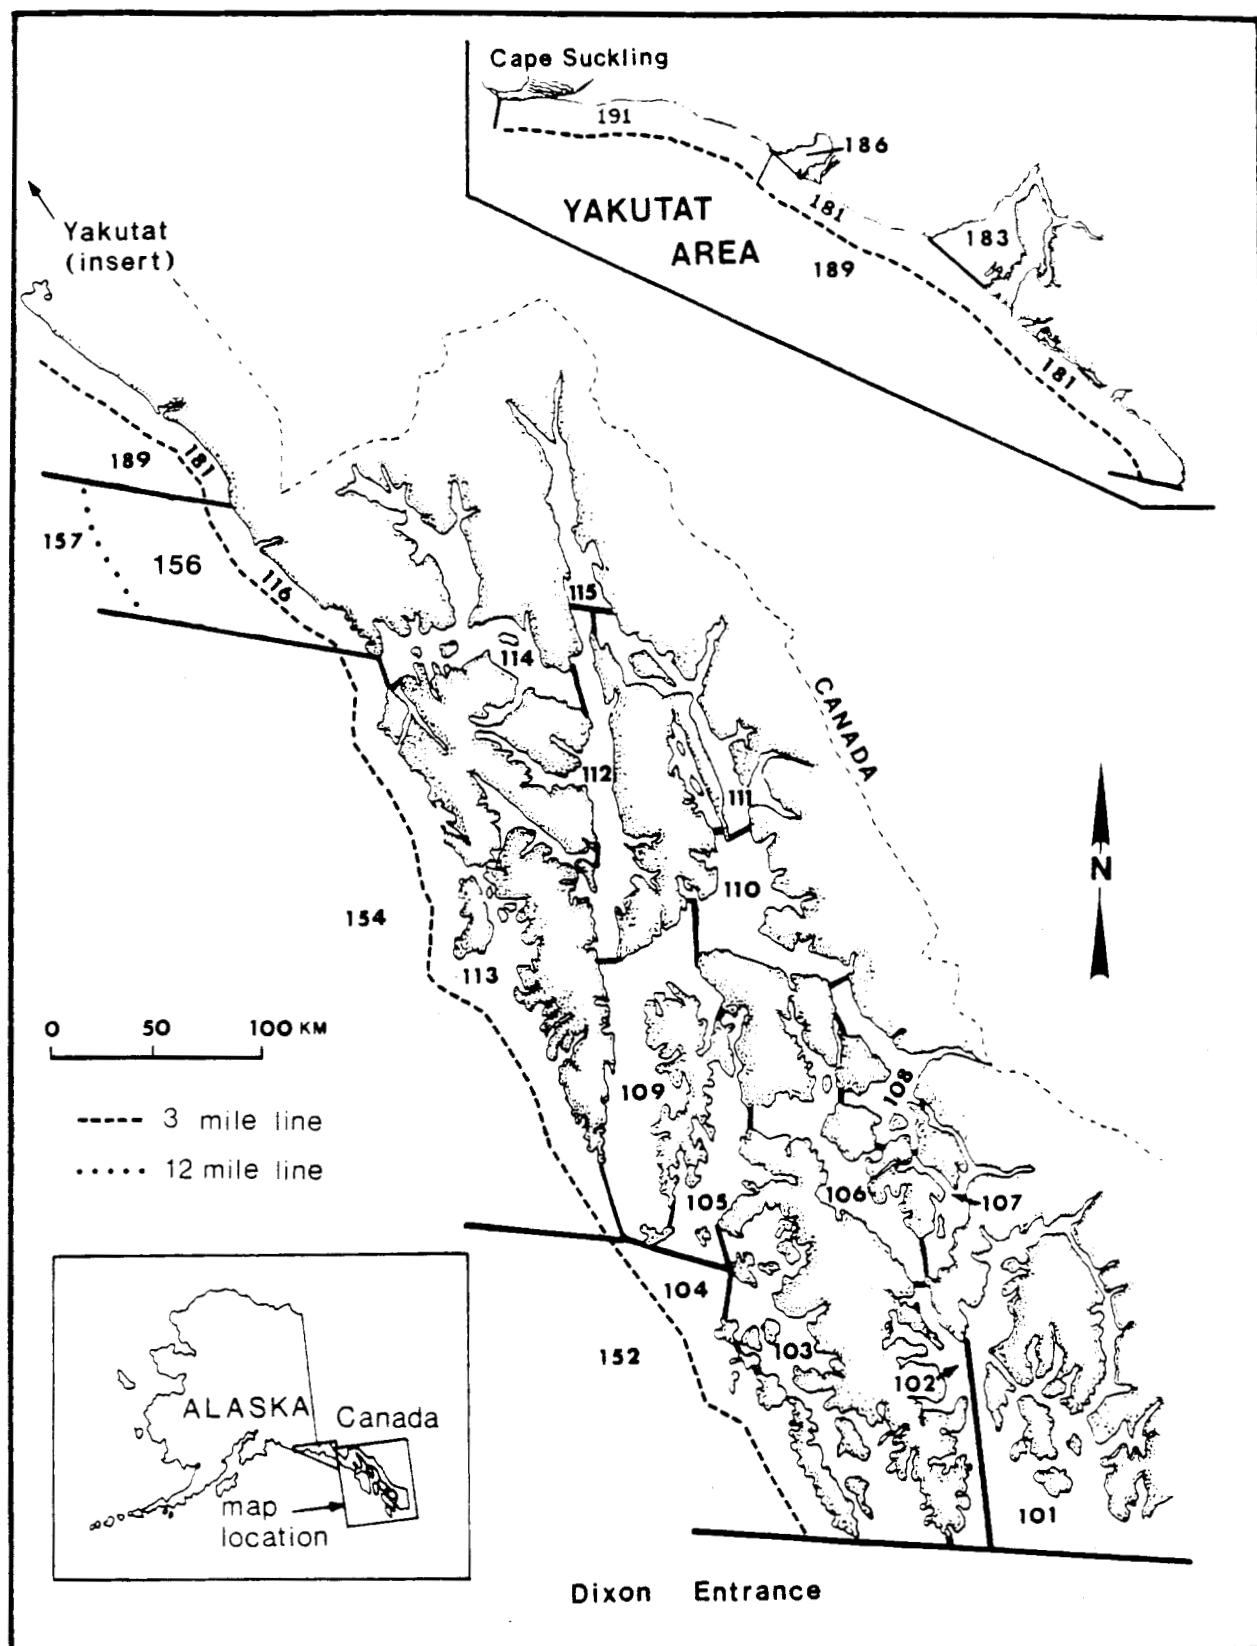 Cape Suckling
191
186
YAKUTAT
AREA
181
183
189
181
Yakutat
(insert)
189
181
157
156
116
115
114
CANADA
112
111
N
110
154
113
0 50 100 KM
109
108
3 mile line
12 mile line
105
106
107
104
103
152
102
ALASKA
Canada
map
location
101
Dixon Entrance